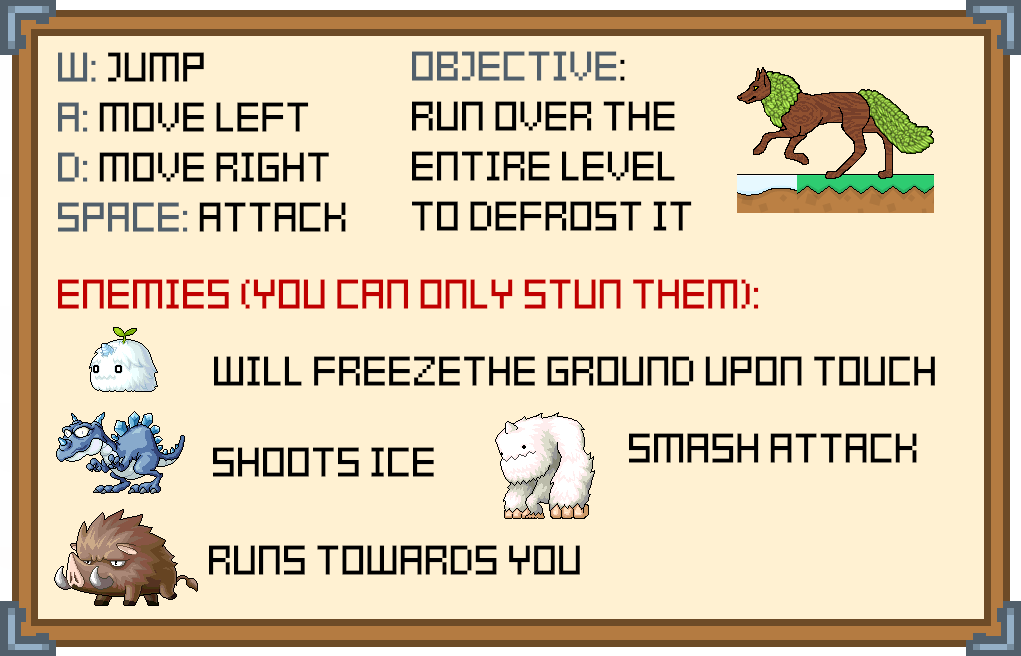 W: JUMP
A: MOVE LEFT
D: MOVE RIGHT
SPACE: ATTACK
OBJECTIVE:
RUN OVER THE
ENTIRE LEVEL
TO DEFROST IT
ENEMIES (YOU CAN ONLY STUN THEM):
WILL FREEZETHE GROUND UPON TOUCH
SHOOTS ICE
SMASH ATTACK
RUNS TOWARDS YOU